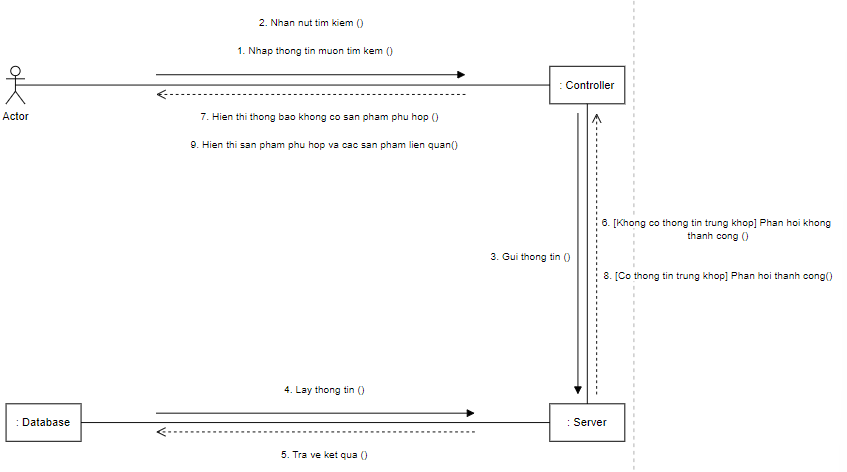 2. Nhan nut tim kiem ()
1. Nhap thong tin muon tim kem ()
: Controller
Actor
7. Hien thi thong bao khong co san pham phu hop ()
9. Hien thi san pham phu hop va cac san pham lien quan()
6. [Khong co thong tin trung khop] Phan hoi khong
thanh cong ()
3. Gui thong tin ()
8. [Co thong tin trung khop] Phan hoi thanh cong()
4. Lay thong tin ()
: Database
: Server
5. Tra ve ket qua ()